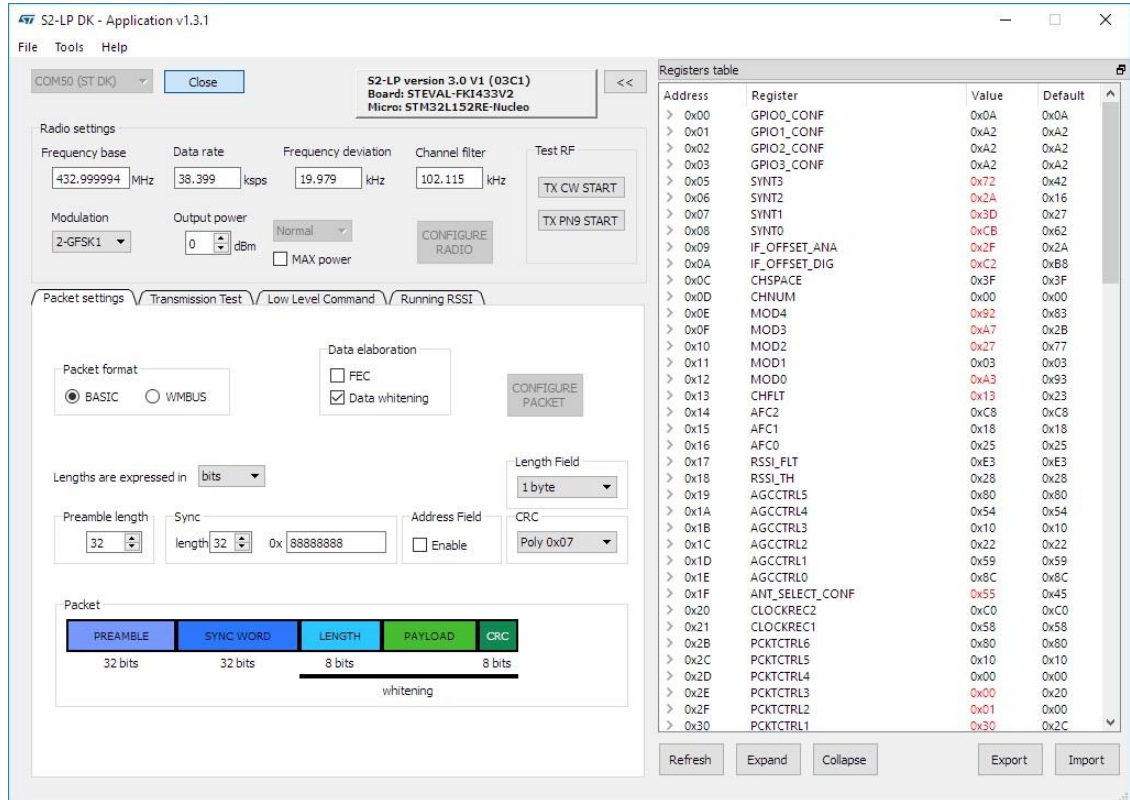 S2-LP DK - Application v1.3.1
File Tools Help
COM50 (ST DK) Close
S2-LP version 3.0 V1 (03C1)
Board: STEVAL-FKI433V2
Micro: STM32L152RE-Nucleo
<<
Radio settings
Frequency base Data rate Frequency deviation Channel filter Test RF
432.999994 MHz 38.399 ksps 19.979 kHz 102.115 kHz TX CW START
Modulation Output power TX PN9 START
2-GFSK1 0 dBm Normal CONFIGURE RADIO
MAX power
Packet settings Transmission Test Low Level Command Running RSSI
Packet format Data elaboration
BASIC WMBUS FEC CONFIGURE PACKET
Data whitening
Lengths are expressed in bits Length Field
1 byte
Preamble length Sync Address Field CRC
32 length 32 0x 88888888 Enable Poly 0x07
Packet
PREAMBLE SYNC WORD LENGTH PAYLOAD CRC
32 bits 32 bits 8 bits 8 bits
whitening
Registers table
Address Register Value Default
0x00 GPIO0_CONF 0x0A 0x0A
0x01 GPIO1_CONF 0xA2 0xA2
0x02 GPIO2_CONF 0xA2 0xA2
0x03 GPIO3_CONF 0xA2 0xA2
0x05 SYNT3 0x72 0x42
0x06 SYNT2 0x2A 0x16
0x07 SYNT1 0x3D 0x27
0x08 SYNT0 0xCB 0x62
0x09 IF_OFFSET_ANA 0x2F 0x2A
0x0A IF_OFFSET_DIG 0xC2 0xB8
0x0C CHSPACE 0x3F 0x3F
0x0D CHNUM 0x00 0x00
0x0E MOD4 0x92 0x83
0x0F MOD3 0xA7 0x2B
0x10 MOD2 0x27 0x77
0x11 MOD1 0x03 0x03
0x12 MOD0 0xA3 0x93
0x13 CHFLT 0x13 0x23
0x14 AFC2 0xC8 0xC8
0x15 AFC1 0x18 0x18
0x16 AFC0 0x25 0x25
0x17 RSSI_FLT 0xE3 0xE3
0x18 RSSI_TH 0x28 0x28
0x19 AGCCTRL5 0x80 0x80
0x1A AGCCTRL4 0x54 0x54
0x1B AGCCTRL3 0x10 0x10
0x1C AGCCTRL2 0x22 0x22
0x1D AGCCTRL1 0x59 0x59
0x1E AGCCTRL0 0x8C 0x8C
0x1F ANT_SELECT_CONF 0x55 0x45
0x20 CLOCKREC2 0xC0 0xC0
0x21 CLOCKREC1 0x58 0x58
0x2B PCKTCTRL6 0x80 0x80
0x2C PCKTCTRL5 0x10 0x10
0x2D PCKTCTRL4 0x00 0x00
0x2E PCKTCTRL3 0x00 0x20
0x2F PCKTCTRL2 0x01 0x00
0x30 PCKTCTRL1 0x30 0x2C
Refresh Expand Collapse Export Import